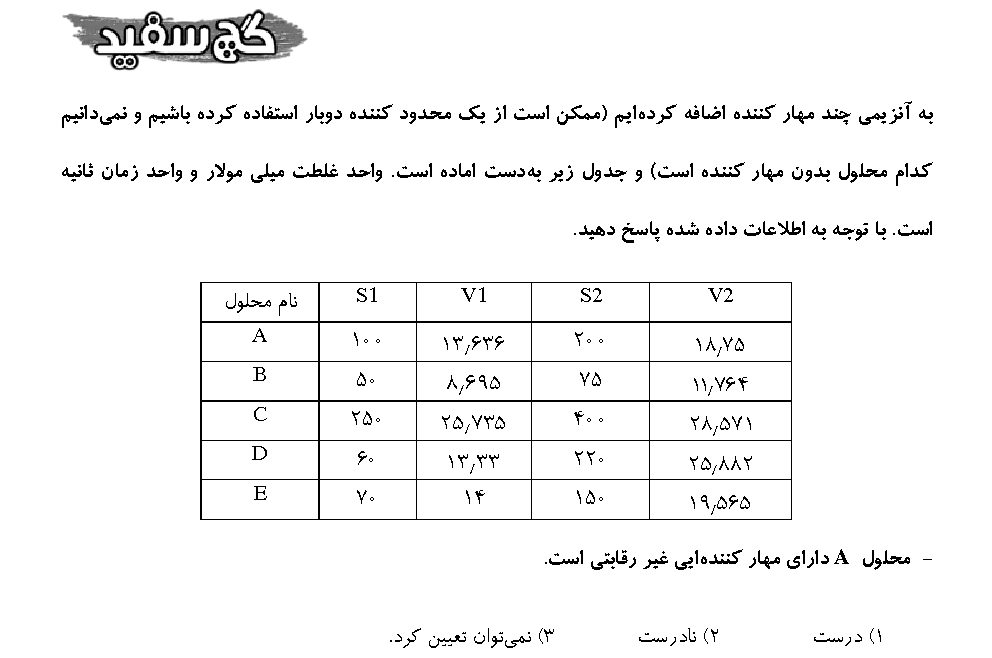 گچ سفید
به آنزیمی چند مهار کننده اضافه کرده‌ایم (ممکن است از یک محدود کننده دوبار استفاده کرده باشیم و نمی‌دانیم
کدام محلول بدون مهار کننده است) و جدول زیر به‌دست اماده است. واحد غلطت میلی مولار و واحد زمان ثانیه
است. با توجه به اطلاعات داده شده پاسخ دهید.
نام محلول S1 V1 S2 V2
A ۱۰۰ ۱۳٫۶۳۶ ۲۰۰ ۱۸٫۷۵
B ۵۰ ۸٫۶۹۵ ۷۵ ۱۱٫۷۶۴
C ۲۵۰ ۲۵٫۷۳۵ ۴۰۰ ۲۸٫۵۷۱
D ۶۰ ۱۳٫۳۳ ۲۲۰ ۲۵٫۸۸۲
E ۷۰ ۱۴ ۱۵۰ ۱۹٫۵۶۵
- محلول A دارای مهار کننده‌ایی غیر رقابتی است.
۱) درست ۲) نادرست ۳) نمی‌توان تعیین کرد.